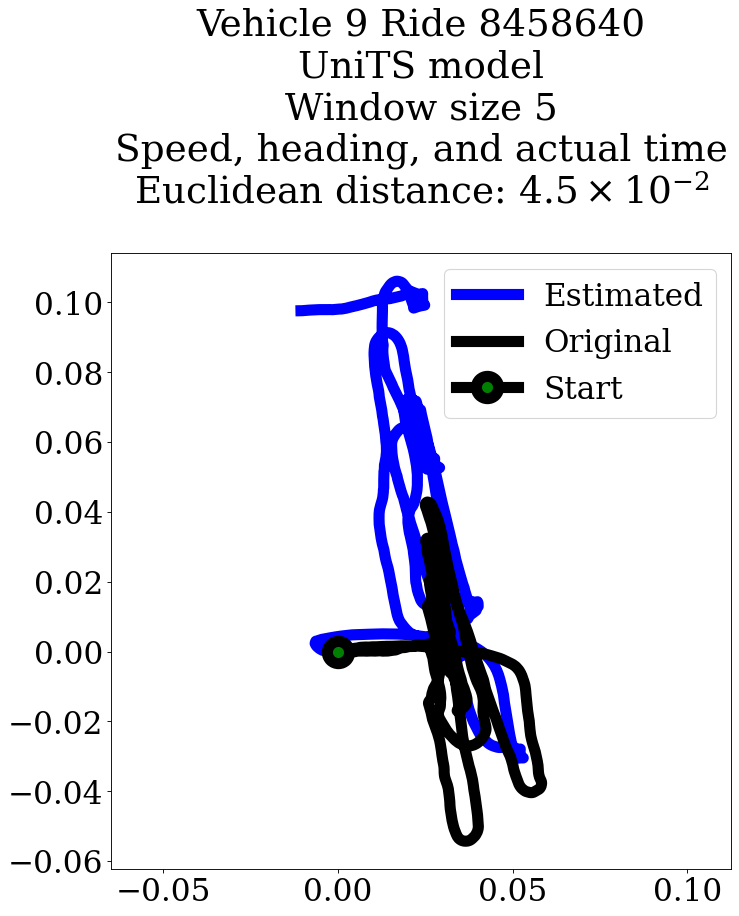 Vehicle 9 Ride 8458640
UniTS model
Window size 5
Speed, heading, and actual time
Euclidean distance: 4.5 × 10⁻²
Estimated
Original
Start
0.10
0.08
0.06
0.04
0.02
0.00
−0.02
−0.04
−0.06
−0.05 0.00 0.05 0.10